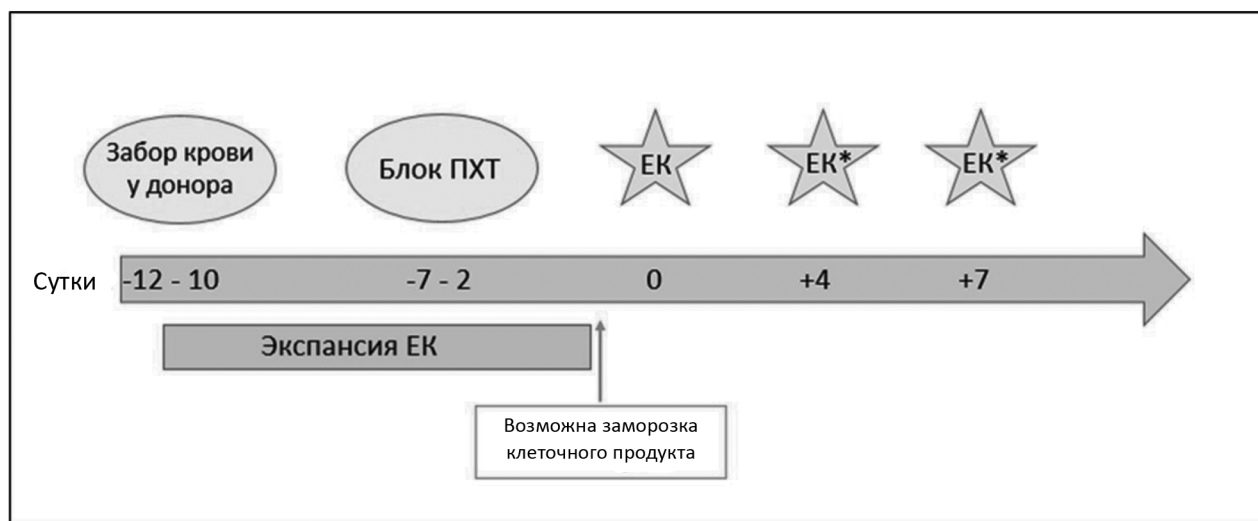 Забор крови
у донора
Блок ПХТ
ЕК
ЕК*
ЕК*
Сутки
-12 - 10
-7 - 2
0
+4
+7
Экспансия ЕК
Возможна заморозка
клеточного продукта